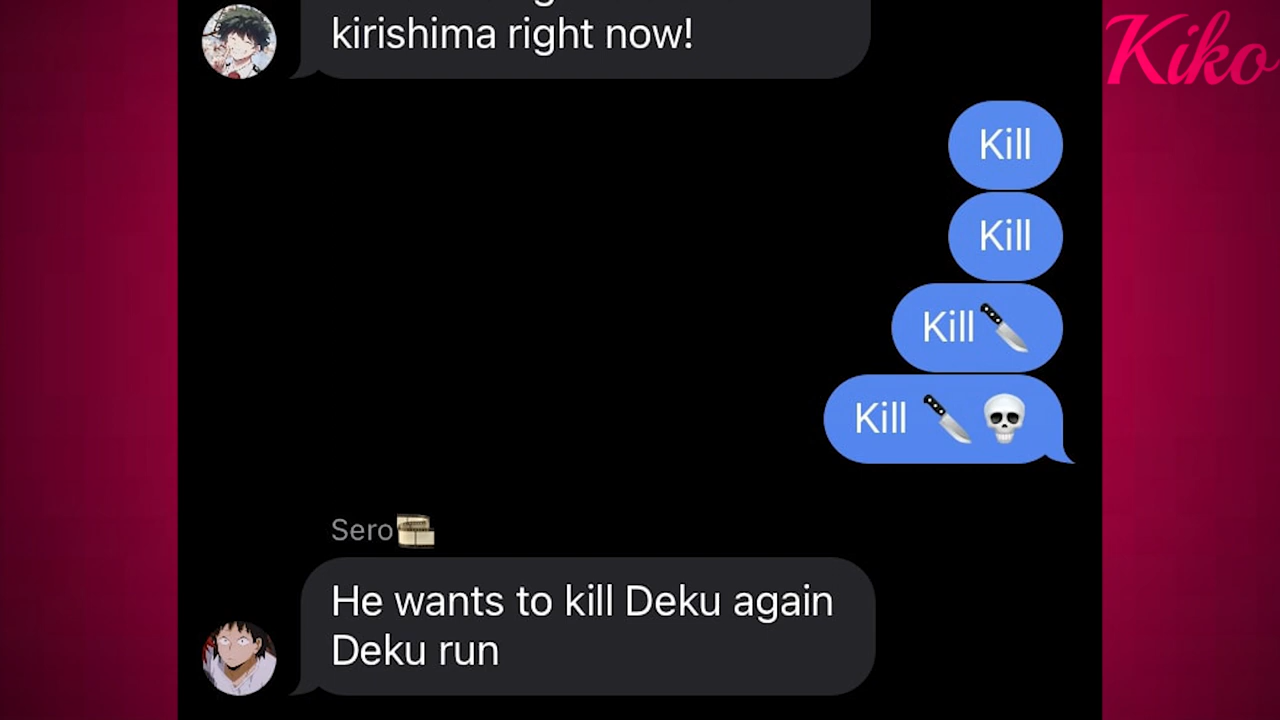 kirishima right now!
Kiko
Kill
Kill
Kill🔪
Kill 🔪 💀
Sero
He wants to kill Deku again
Deku run